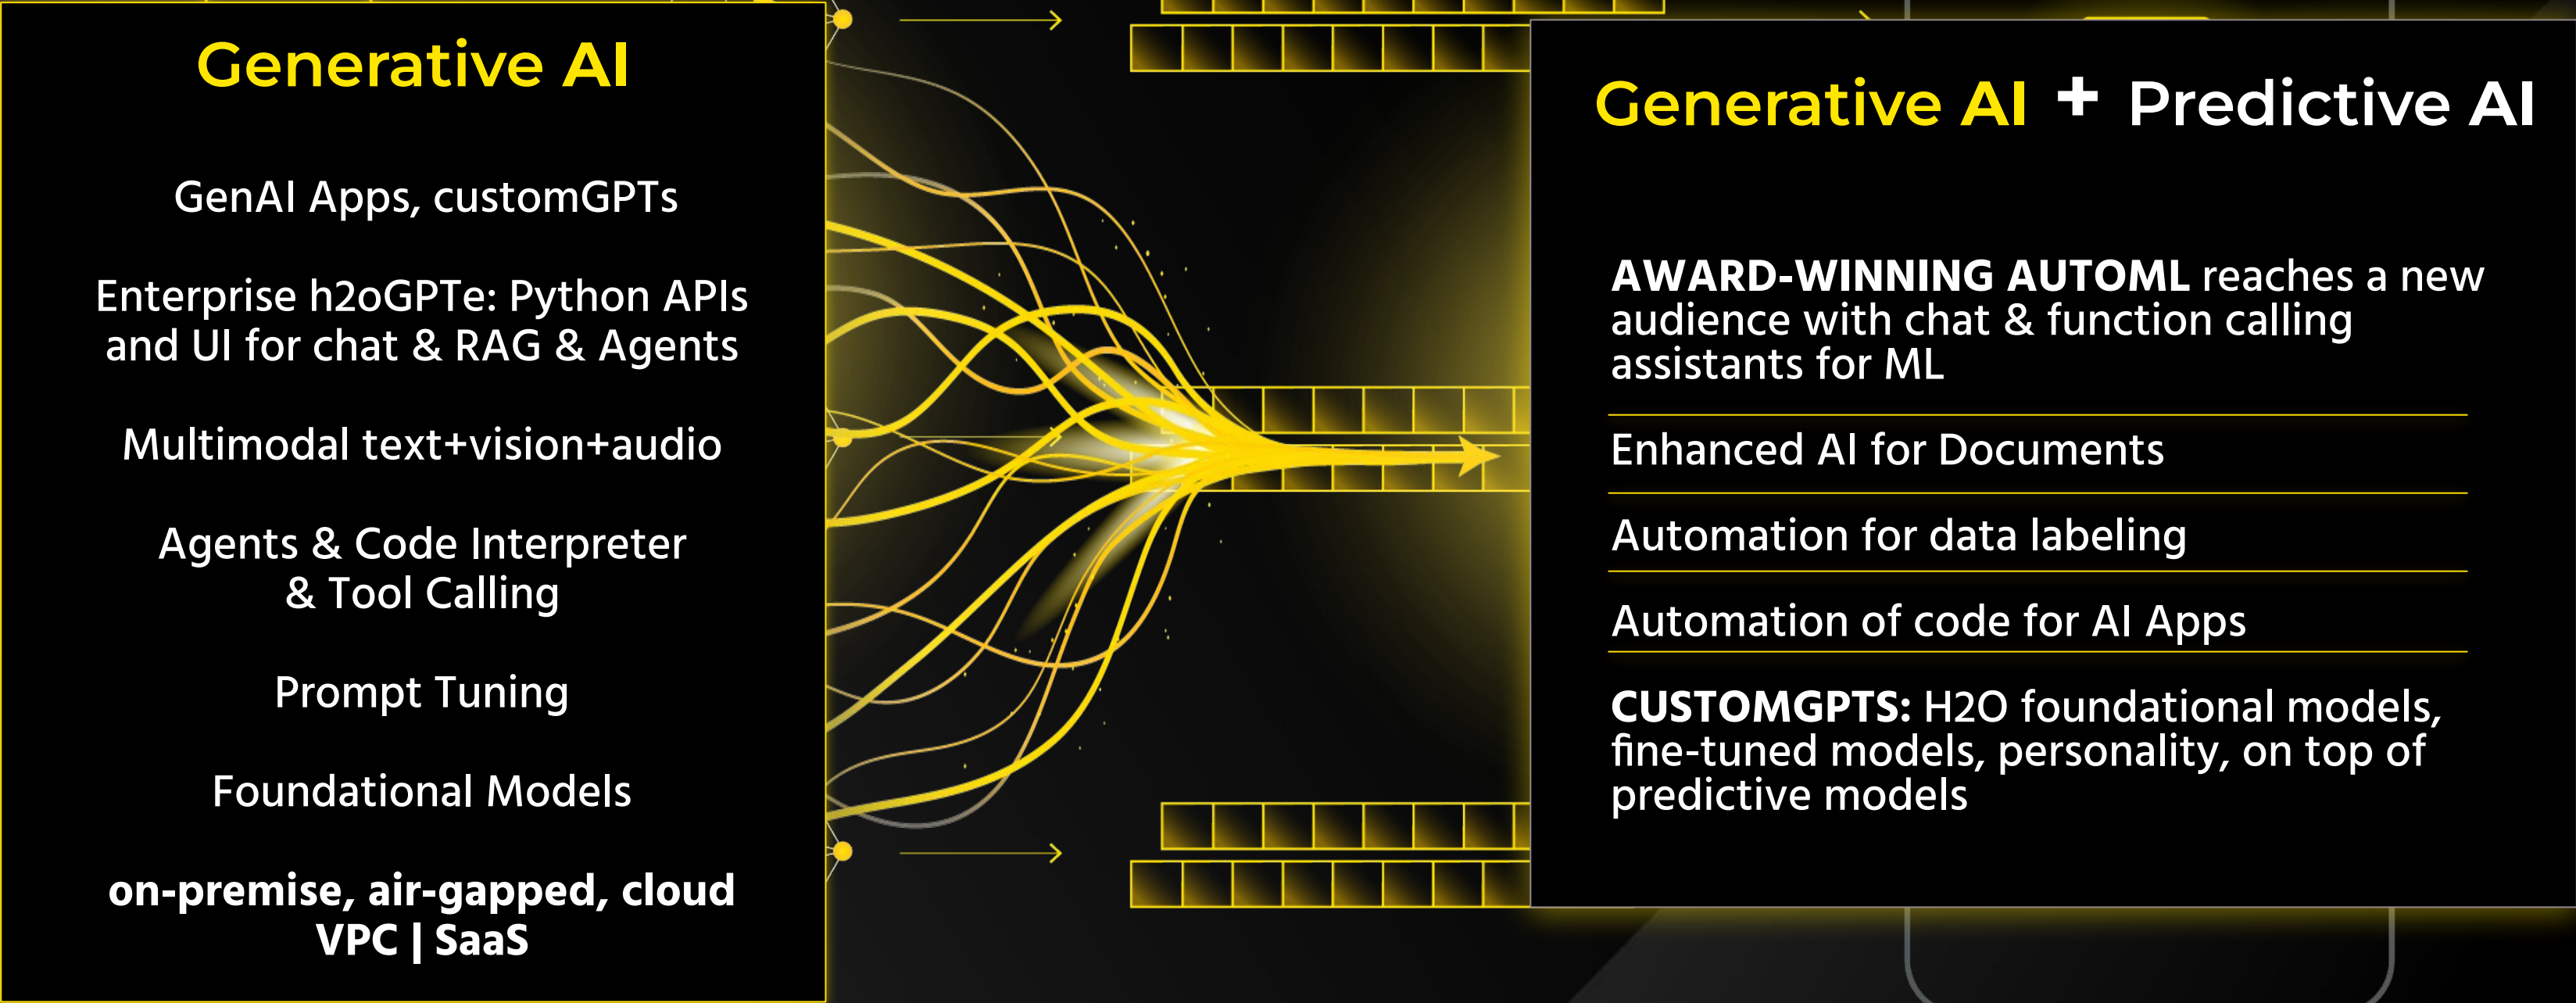 Generative AI
GenAI Apps, customGPTs
Enterprise h2oGPTe: Python APIs
and UI for chat & RAG & Agents
Multimodal text+vision+audio
Agents & Code Interpreter
& Tool Calling
Prompt Tuning
Foundational Models
on-premise, air-gapped, cloud
VPC | SaaS
Generative AI + Predictive AI
AWARD-WINNING AUTOML reaches a new
audience with chat & function calling
assistants for ML
Enhanced AI for Documents
Automation for data labeling
Automation of code for AI Apps
CUSTOMGPTS: H2O foundational models,
fine-tuned models, personality, on top of
predictive models